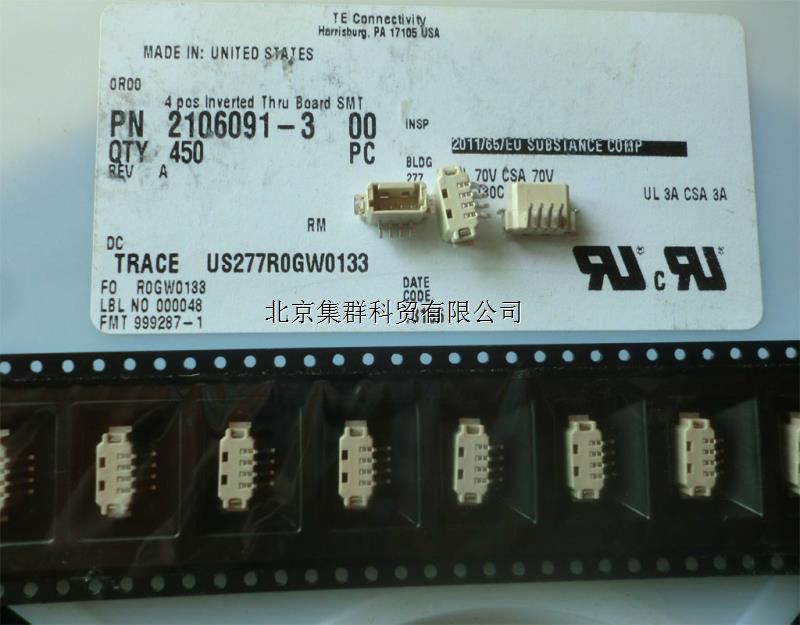 TE Connectivity
Harrisburg, PA 17105 USA
MADE IN: UNITED STATES
0R00
4 pos Inverted Thru Board SMT
PN 2106091-3 00 INSP
QTY 450 PC
2011/65/EU SUBSTANCE COMP
REV A
BLDG
277
70V CSA 70V
30C
UL 3A CSA 3A
RM
DC
TRACE US277R0GW0133
FO R0GW0133
LBL NO 000048
FMT 999287-1
DATE
CODE
北京集群科贸有限公司
c